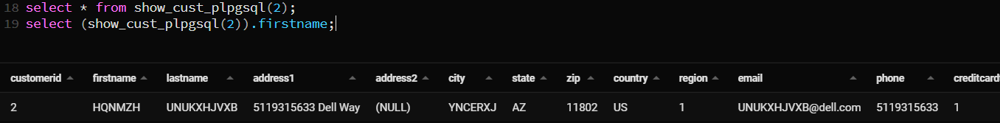 18 select * from show_cust_plpgsql(2);
19 select (show_cust_plpgsql(2)).firstname;
customerid firstname lastname address1 address2 city state zip country region email phone creditcard
2 HQNMZH UNUKXHJVXB 5119315633 Dell Way (NULL) YNCERXJ AZ 11802 US 1 UNUKXHJVXB@dell.com 5119315633 1